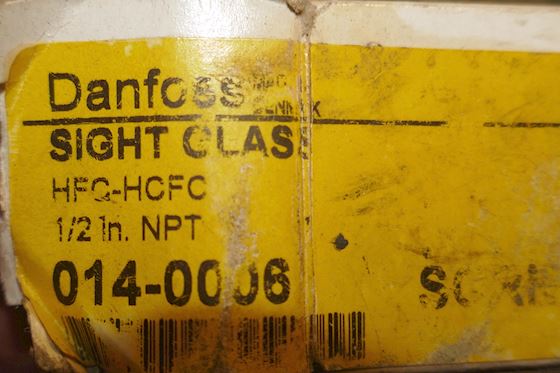 Danfoss
SIGHT GLASS
HFC-HCFC
1/2 in. NPT
014-0006